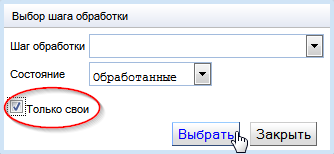 Выбор шага обработки
Шаг обработки
Состояние Обработанные
Только свои
Выбрать Закрыть